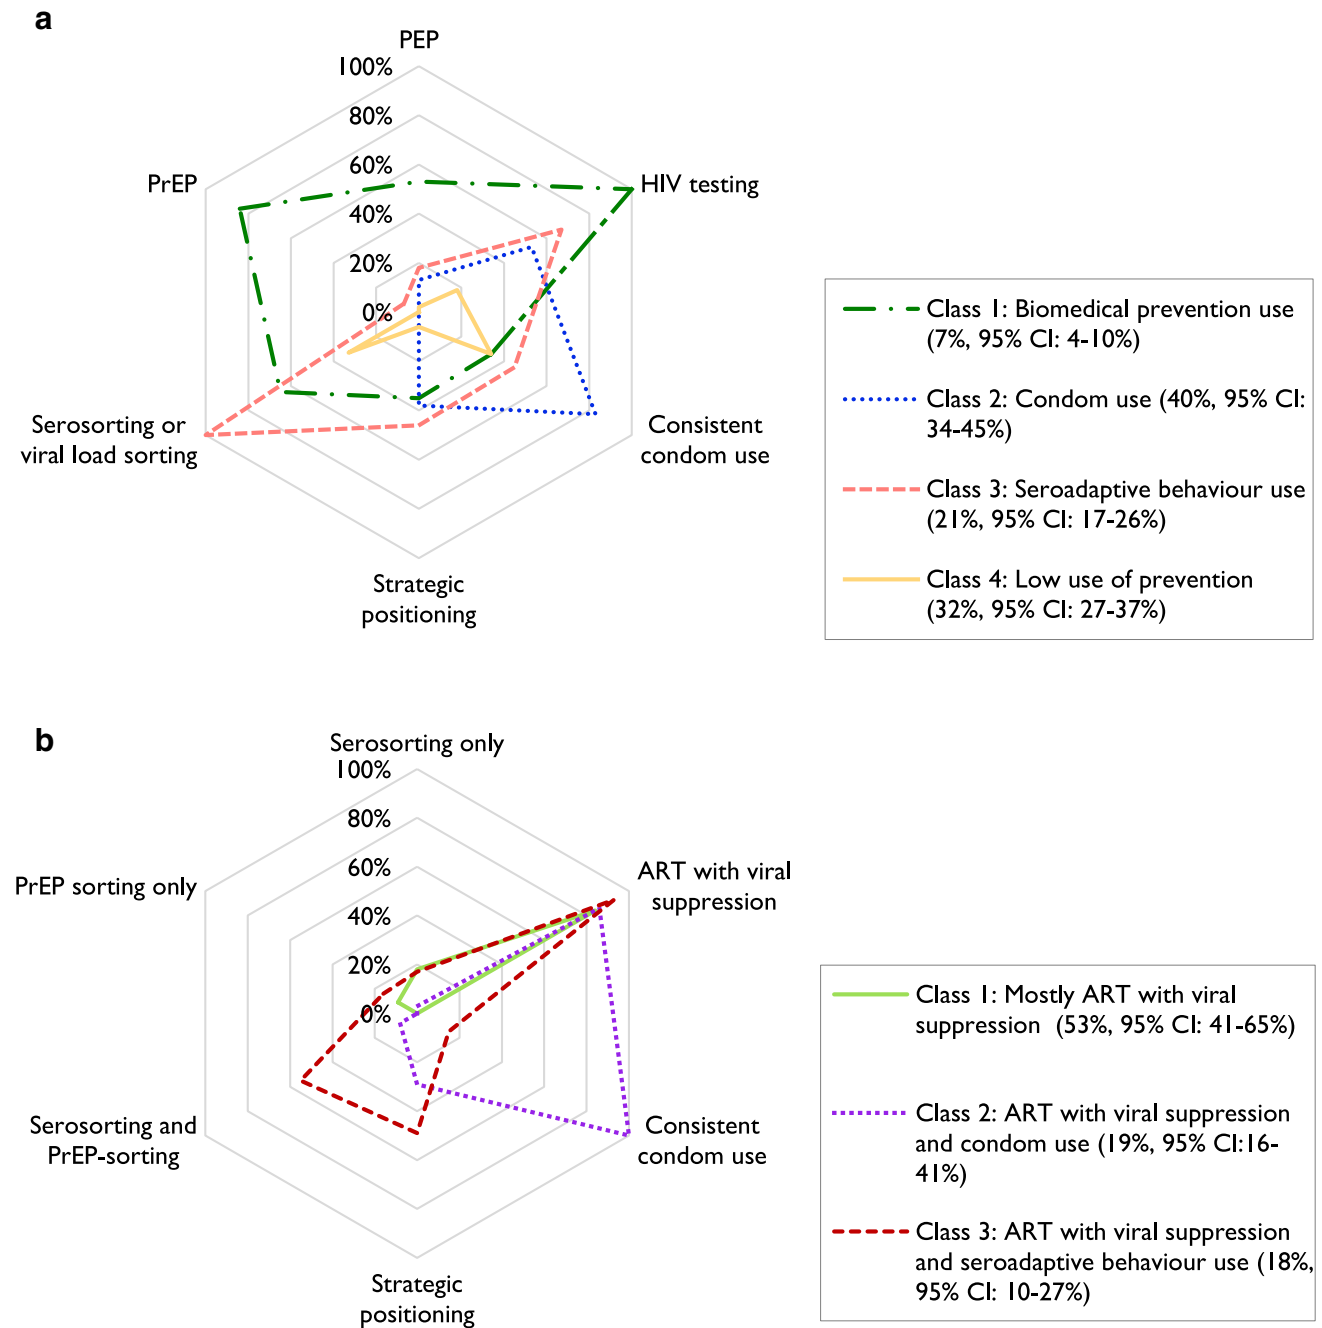 a
PEP
100%
80%
60%
40%
20%
0%
PrEP
HIV testing
Serosorting or
viral load sorting
Consistent
condom use
Strategic
positioning
Class 1: Biomedical prevention use
(7%, 95% CI: 4-10%)
Class 2: Condom use (40%, 95% CI:
34-45%)
Class 3: Seroadaptive behaviour use
(21%, 95% CI: 17-26%)
Class 4: Low use of prevention
(32%, 95% CI: 27-37%)
b
Serosorting only
100%
80%
60%
40%
20%
0%
PrEP sorting only
ART with viral
suppression
Serosorting and
PrEP-sorting
Consistent
condom use
Strategic
positioning
Class 1: Mostly ART with viral
suppression (53%, 95% CI: 41-65%)
Class 2: ART with viral suppression
and condom use (19%, 95% CI:16-
41%)
Class 3: ART with viral suppression
and seroadaptive behaviour use (18%,
95% CI: 10-27%)